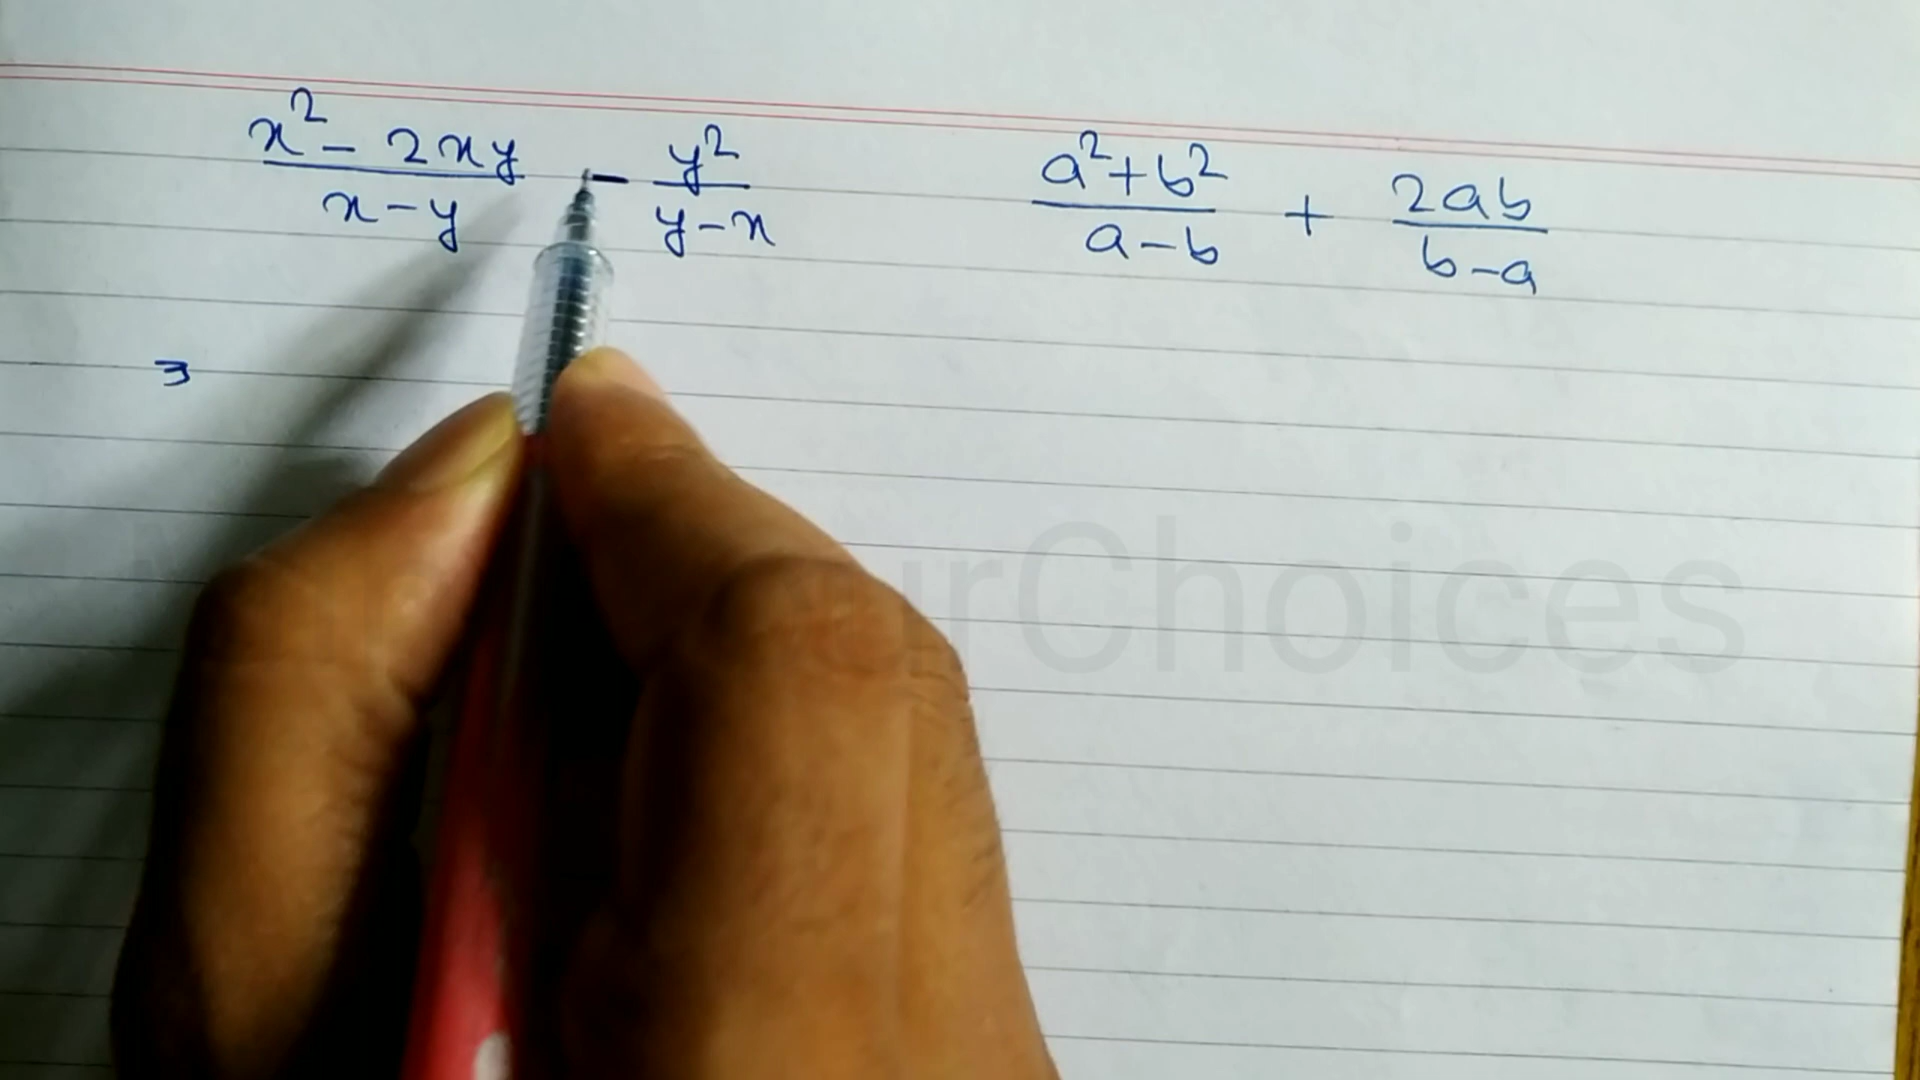 x² - 2xy / x-y - y² / y-x
a²+b² / a-b + 2ab / b-a
=